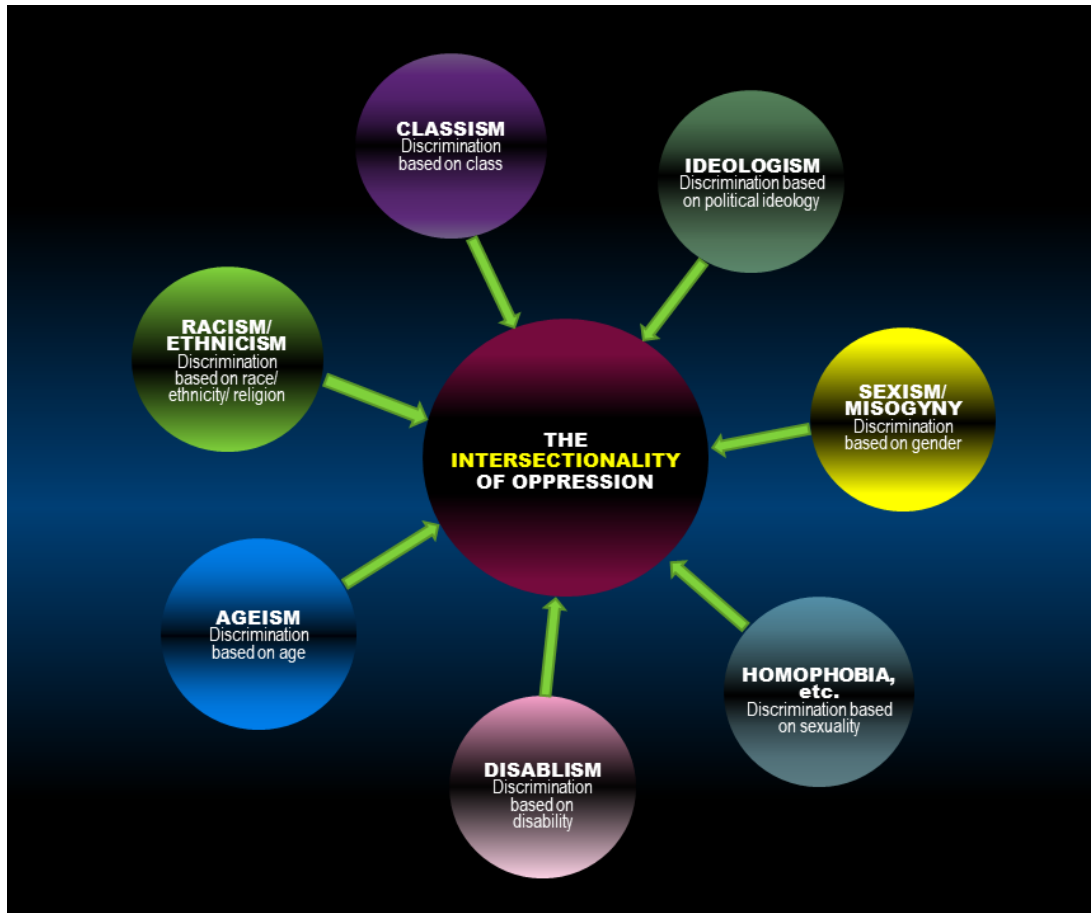 CLASSISM
Discrimination
based on class
IDEOLOGISM
Discrimination based
on political ideology
RACISM/
ETHNICISM
Discrimination
based on race/
ethnicity/ religion
SEXISM/
MISOGYNY
Discrimination
based on gender
THE
INTERSECTIONALITY
OF OPPRESSION
AGEISM
Discrimination
based on age
HOMOPHOBIA,
etc.
Discrimination based
on sexuality
DISABLISM
Discrimination
based on
disability